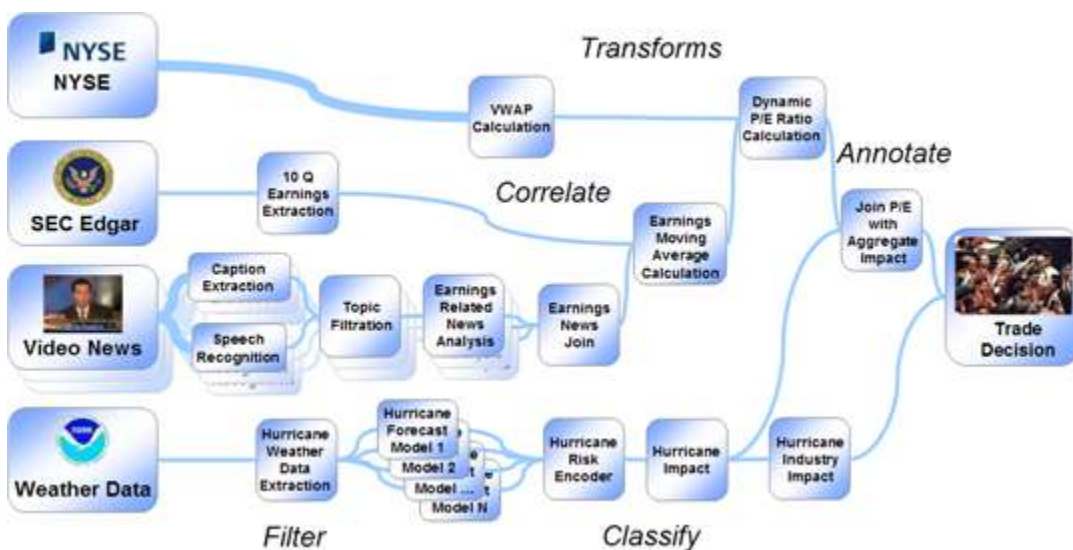 NYSE
NYSE
Transforms
VWAP
Calculation
Dynamic
P/E Ratio
Calculation
Annotate
SEC Edgar
10 Q
Earnings
Extraction
Correlate
Earnings
Moving
Average
Calculation
Join P/E
with
Aggregate
Impact
Video News
Caption
Extraction
Speech
Recognition
Topic
Filtration
Earnings
Related
News
Analysis
Earnings
News
Join
Trade
Decision
Weather Data
Hurricane
Weather
Data
Extraction
Hurricane
Forecast
Model 1
Model 2
Model ...
Model N
Hurricane
Risk
Encoder
Hurricane
Impact
Hurricane
Industry
Impact
Filter
Classify